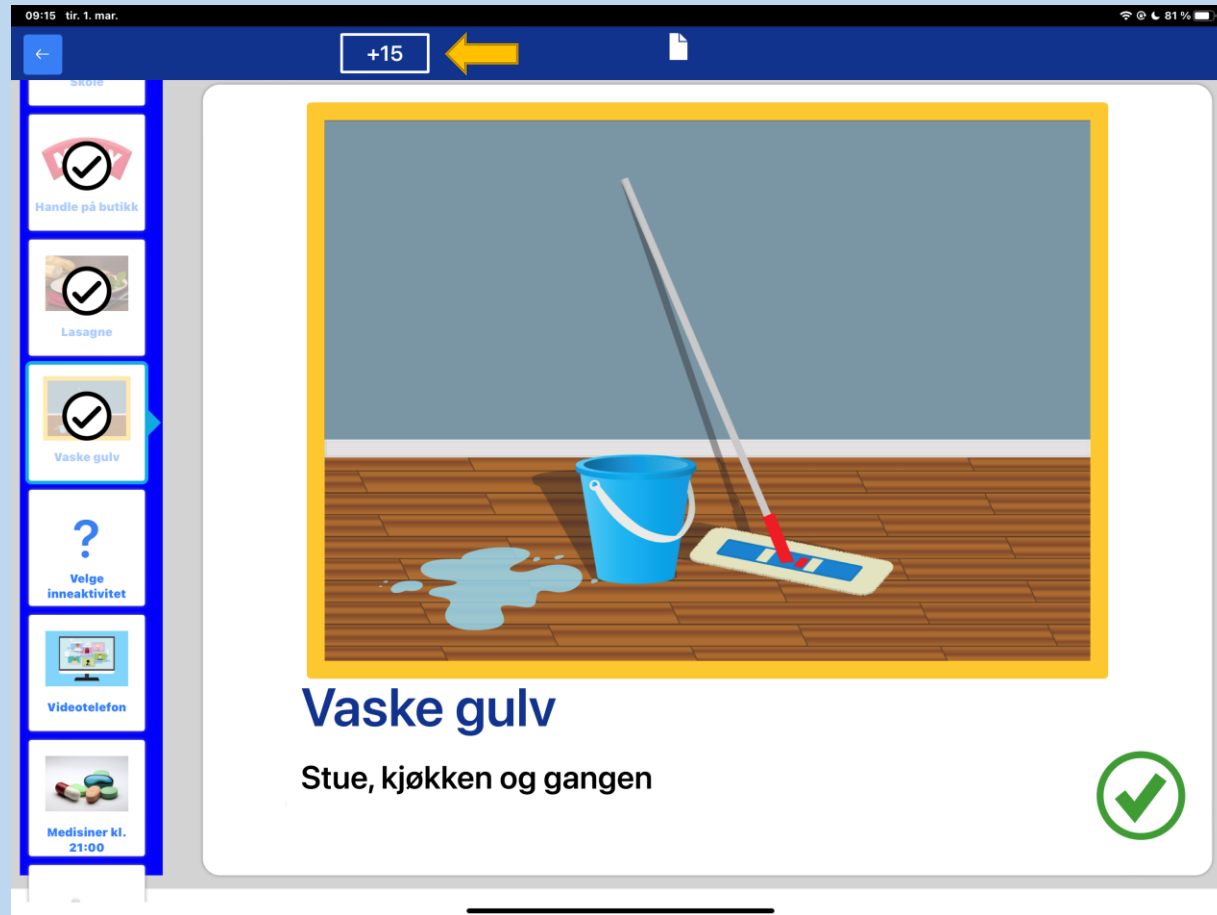 09:15 tir. 1. mar.
81 %
+15
Skole
Handle på butikk
Lasagne
Vaske gulv
Velge
inneaktivitet
Videotelefon
Medisiner kl.
21:00
Vaske gulv
Stue, kjøkken og gangen